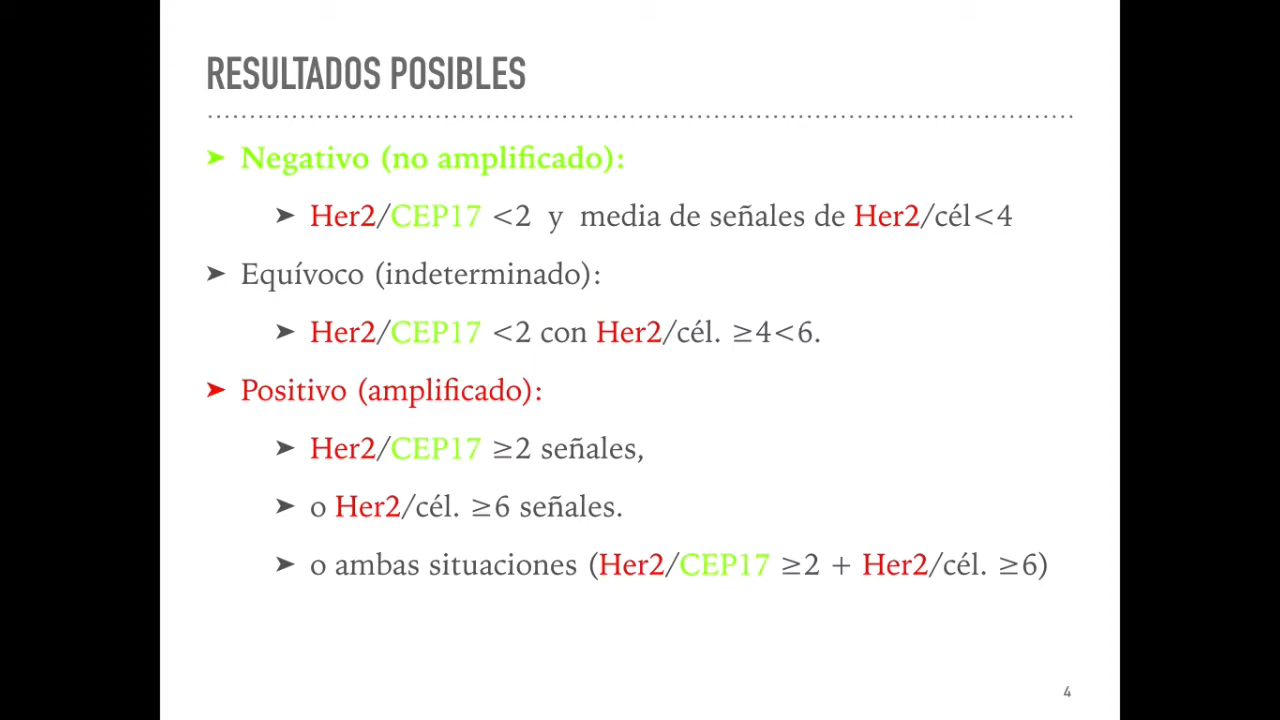 RESULTADOS POSIBLES
➤ Negativo (no amplificado):
➤ Her2/CEP17 <2 y media de señales de Her2/cél<4
➤ Equívoco (indeterminado):
➤ Her2/CEP17 <2 con Her2/cél. ≥4<6.
➤ Positivo (amplificado):
➤ Her2/CEP17 ≥2 señales,
➤ o Her2/cél. ≥6 señales.
➤ o ambas situaciones (Her2/CEP17 ≥2 + Her2/cél. ≥6)
4